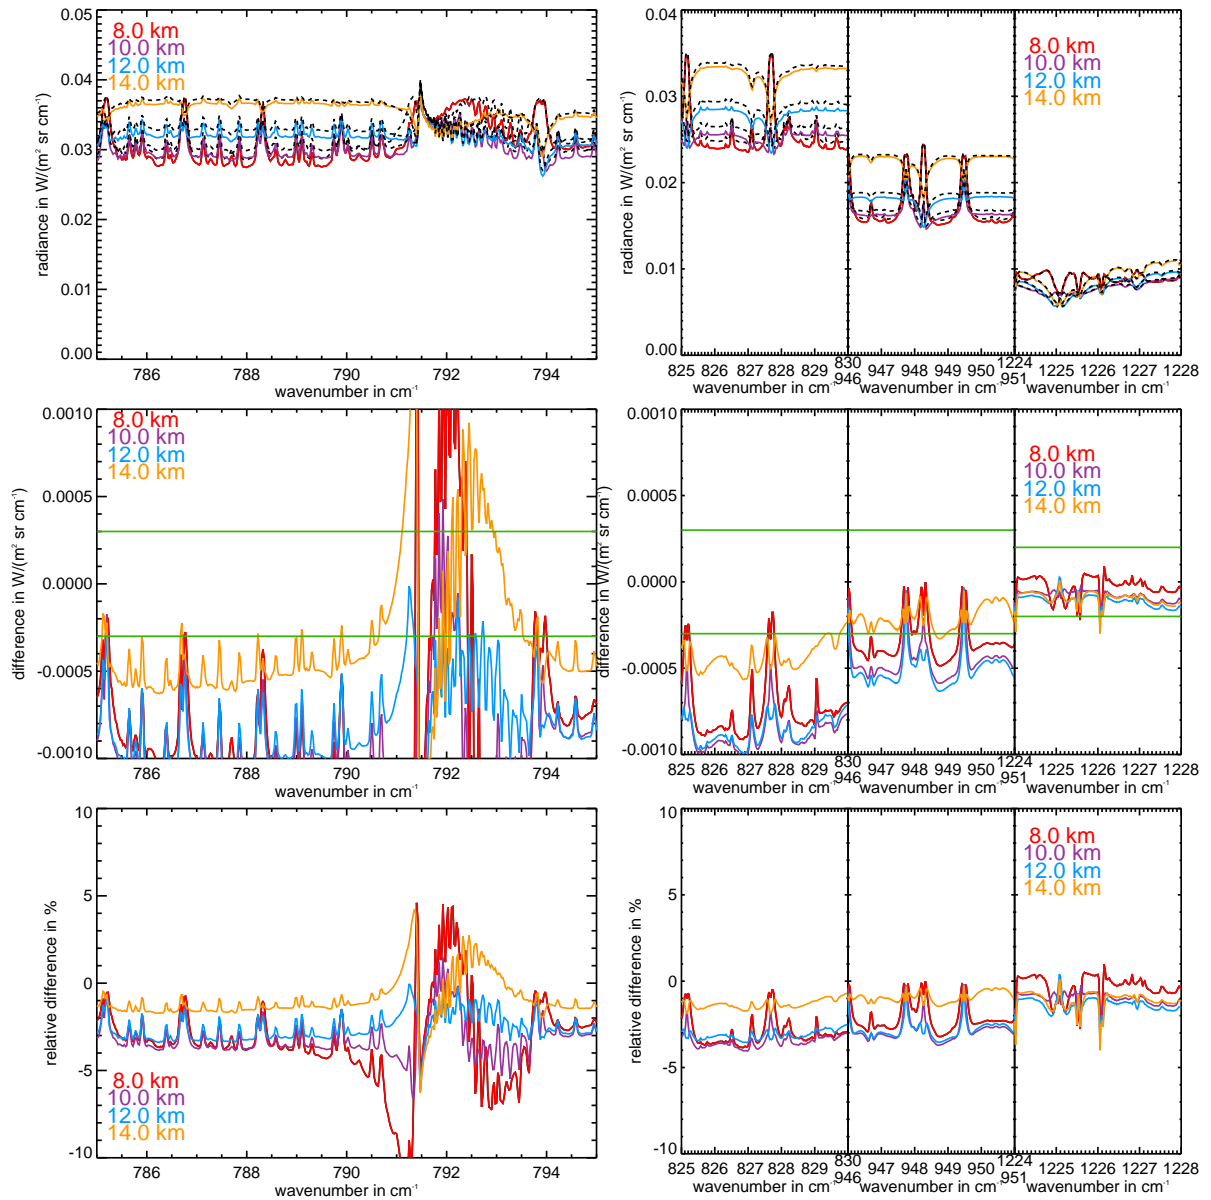 0.05
0.04
0.03
0.02
0.01
0.00
radiance in W/(m² sr cm⁻¹)
8.0 km
10.0 km
12.0 km
14.0 km
786 788 790 792 794
wavenumber in cm⁻¹
0.04
0.03
0.02
0.01
0.00
radiance in W/(m² sr cm⁻¹)
8.0 km
10.0 km
12.0 km
14.0 km
825 826 827 828 829 830
946 947 948 949 950 951
1224 1225 1226 1227 1228
wavenumber in cm⁻¹ wavenumber in cm⁻¹ wavenumber in cm⁻¹
0.0010
0.0005
0.0000
-0.0005
-0.0010
difference in W/(m² sr cm⁻¹)
8.0 km
10.0 km
12.0 km
14.0 km
786 788 790 792 794
wavenumber in cm⁻¹
0.0010
0.0005
0.0000
-0.0005
-0.0010
difference in W/(m² sr cm⁻¹)
8.0 km
10.0 km
12.0 km
14.0 km
825 826 827 828 829 830
946 947 948 949 950 951
1224 1225 1226 1227 1228
wavenumber in cm⁻¹ wavenumber in cm⁻¹ wavenumber in cm⁻¹
10
5
0
-5
-10
relative difference in %
8.0 km
10.0 km
12.0 km
14.0 km
786 788 790 792 794
wavenumber in cm⁻¹
10
5
0
-5
-10
relative difference in %
8.0 km
10.0 km
12.0 km
14.0 km
825 826 827 828 829 830
946 947 948 949 950 951
1224 1225 1226 1227 1228
wavenumber in cm⁻¹ wavenumber in cm⁻¹ wavenumber in cm⁻¹